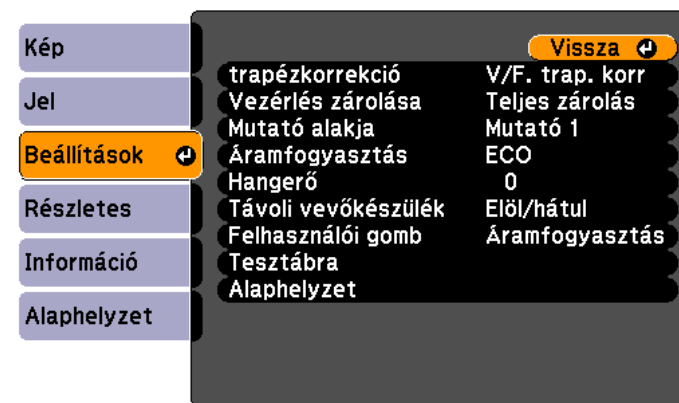 Kép
Jel
Beállítások
Részletes
Információ
Alaphelyzet
Vissza
trapézkorrekció V/F. trap. korr
Vezérlés zárolása Teljes zárolás
Mutató alakja Mutató 1
Áramfogyasztás ECO
Hangerő 0
Távoli vevőkészülék Elöl/hátul
Felhasználói gomb Áramfogyasztás
Tesztábra
Alaphelyzet